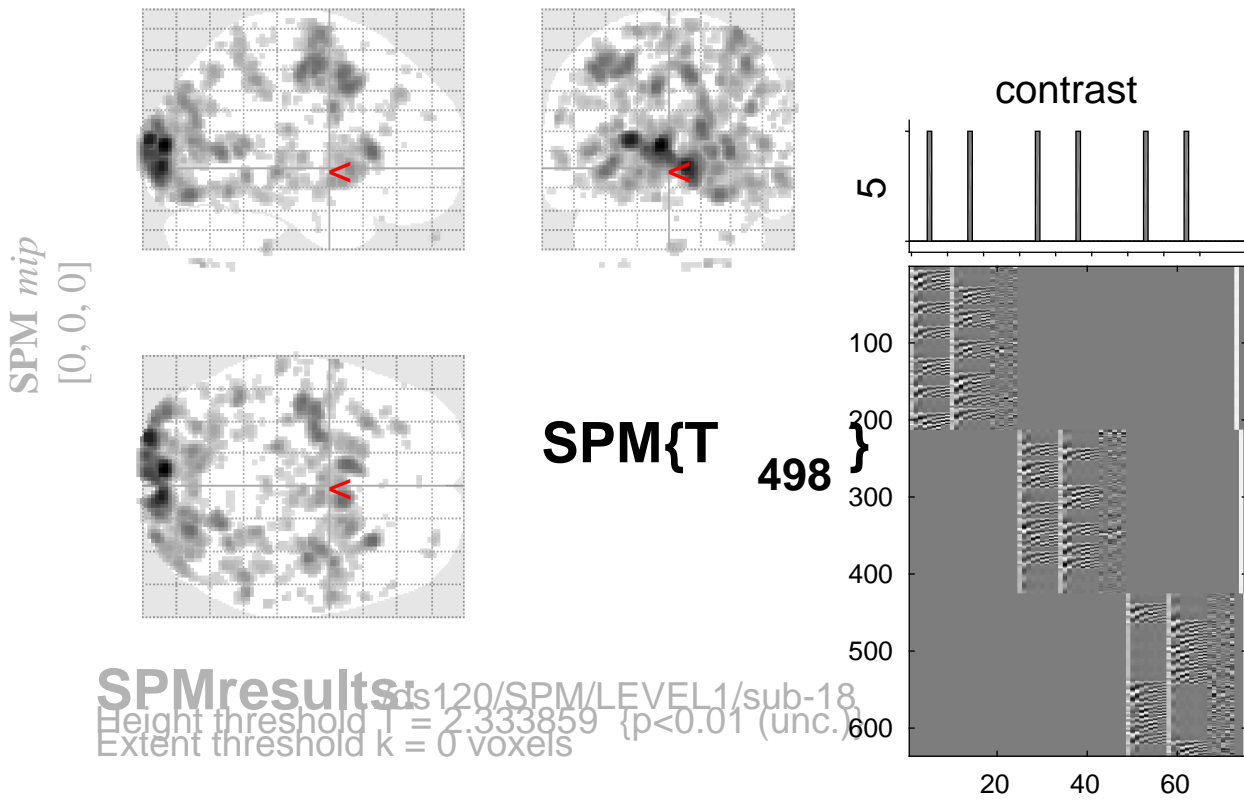 contrast
5
SPM mip
[0, 0, 0]
<
<
<
SPM{T 498 }
100
200
300
400
500
600
20 40 60
SPMresults: /ds120/SPM/LEVEL1/sub-18
Height threshold T = 2.333859 {p<0.01 (unc.)}
Extent threshold k = 0 voxels